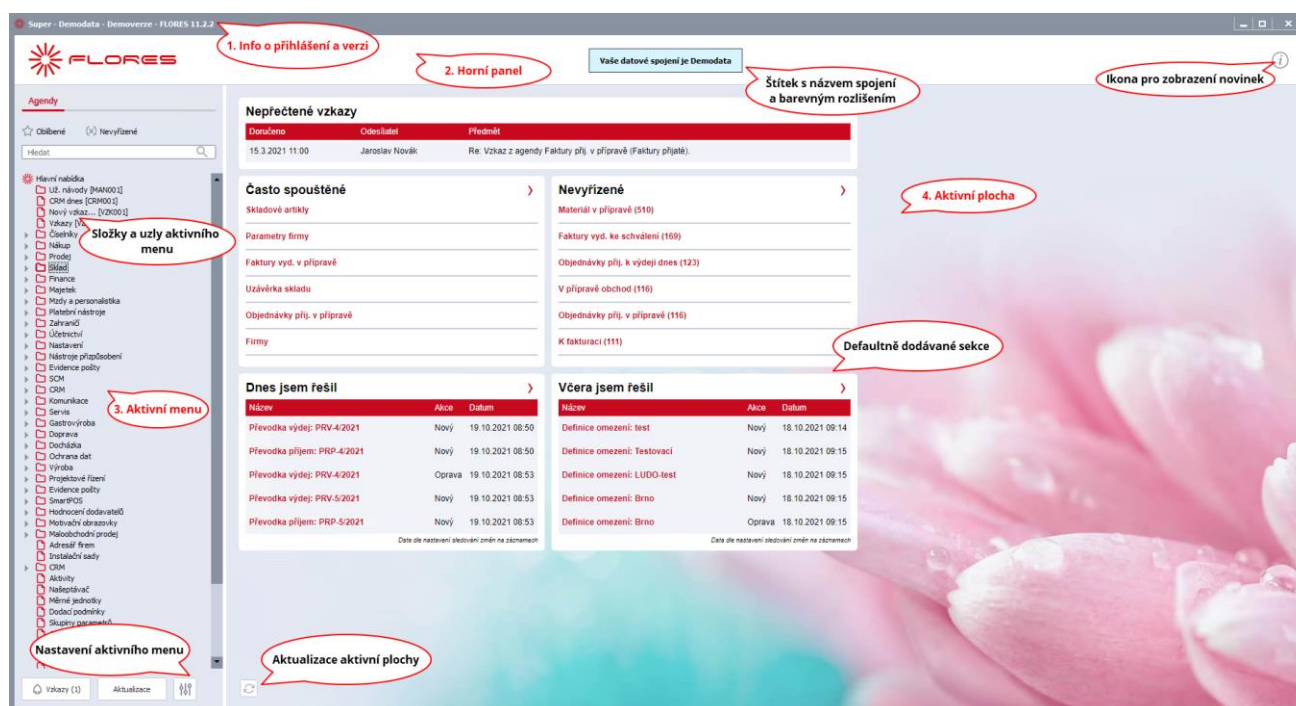 Super - Demodata - Demoverze - FLORES 11.2.2
1. Info o přihlášení a verzi
FLORES
2. Horní panel
Vaše datové spojení je Demodata
Štítek s názvem spojení
a barevným rozlišením
Ikona pro zobrazení novinek
Agendy
Oblíbené
Nevyřízené
Hledat
Hlavní nabídka
Už. návody [MAN001]
CRM dnes [CRM001]
Nový vzkaz... [VZK001]
Vzkazy [VZ
Číselníky
Nákup
Prodej
Sklad
Finance
Majetek
Mzdy a personalistika
Platební nástroje
Zahraničí
Účetnictví
Nastavení
Nástroje přizpůsobení
Evidence pošty
SCM
CRM
Komunikace
Servis
Gastrovýroba
Doprava
Docházka
Ochrana dat
Výroba
Projektové řízení
Evidence pošty
SmartPOS
Hodnocení dodavatelů
Motivační obrazovky
Maloobchodní prodej
Adresář firem
Instalační sady
CRM
Aktivity
Našeptávač
Měrné jednotky
Dodací podmínky
Skupiny parametrů
Složky a uzly aktivního
menu
3. Aktivní menu
Nastavení aktivního menu
Vzkazy (1)
Aktualizace
Nepřečtené vzkazy
Doručeno Odesílatel Předmět
15.3.2021 11:00 Jaroslav Novák Re: Vzkaz z agendy Faktury přij. v přípravě (Faktury přijaté).
Často spouštěné
Skladové artikly
Parametry firmy
Faktury vyd. v přípravě
Uzávěrka skladu
Objednávky přij. v přípravě
Firmy
Nevyřízené
Materiál v přípravě (510)
Faktury vyd. ke schválení (169)
Objednávky přij. k výdeji dnes (123)
V přípravě obchod (116)
Objednávky přij. v přípravě (116)
K fakturaci (111)
4. Aktivní plocha
Defaultně dodávané sekce
Dnes jsem řešil
Název Akce Datum
Převodka výdej: PRV-4/2021 Nový 19.10.2021 08:50
Převodka příjem: PRP-4/2021 Nový 19.10.2021 08:50
Převodka výdej: PRV-4/2021 Oprava 19.10.2021 08:53
Převodka výdej: PRV-5/2021 Nový 19.10.2021 08:53
Převodka příjem: PRP-5/2021 Nový 19.10.2021 08:53
Data dle nastavení sledování změn na záznamech
Včera jsem řešil
Název Akce Datum
Definice omezení: test Nový 18.10.2021 09:14
Definice omezení: Testovací Nový 18.10.2021 09:15
Definice omezení: LUDO-test Nový 18.10.2021 09:15
Definice omezení: Brno Nový 18.10.2021 09:15
Definice omezení: Brno Oprava 18.10.2021 09:15
Data dle nastavení sledování změn na záznamech
Aktualizace aktivní plochy